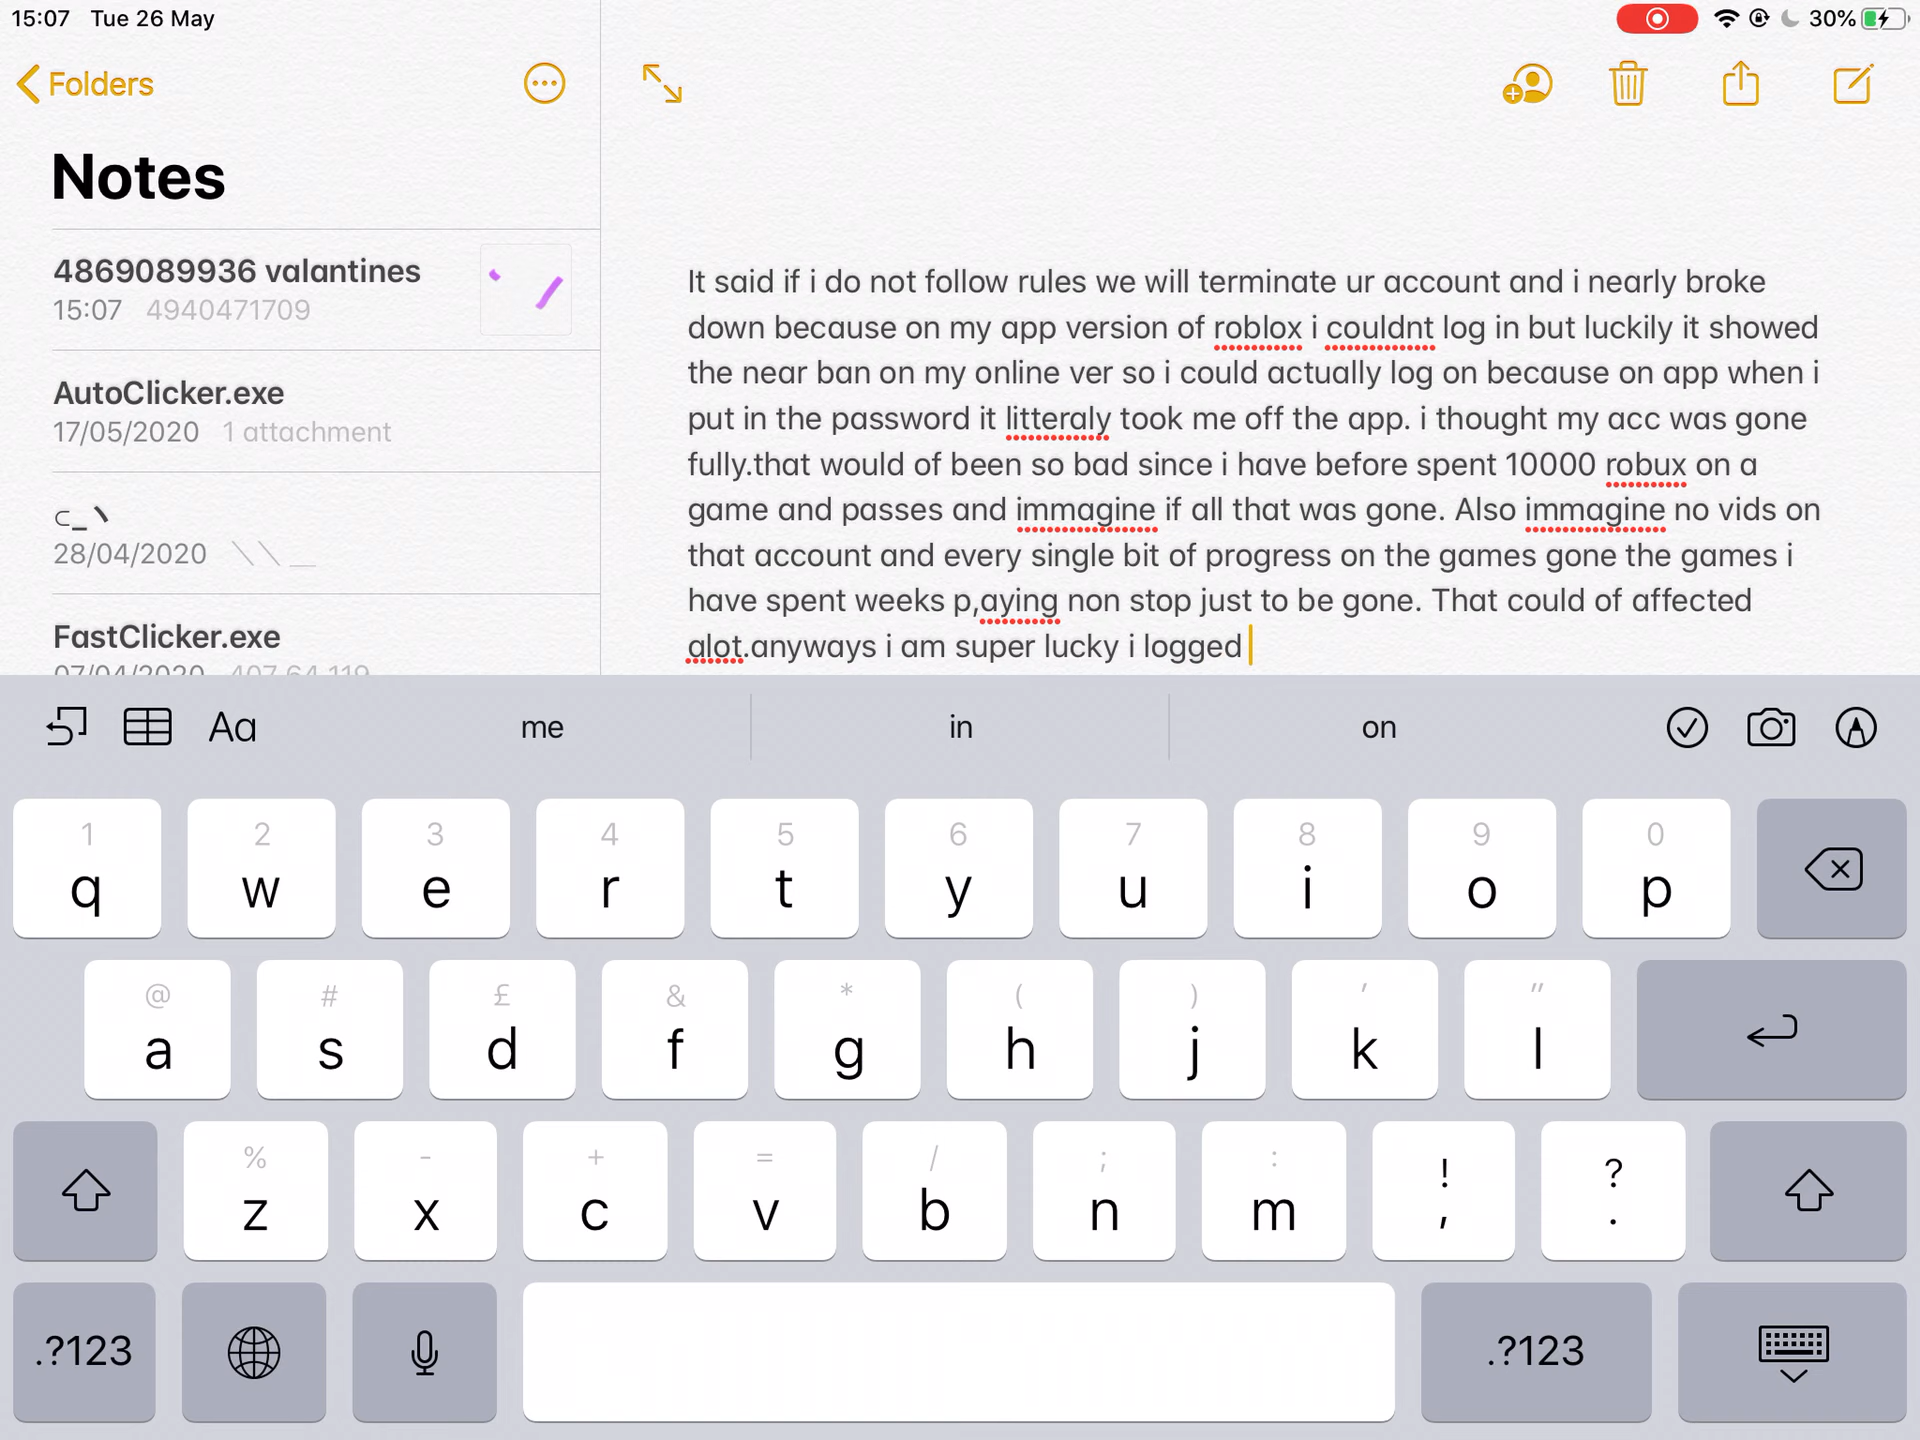 15:07 Tue 26 May 30%
Folders
Notes
4869089936 valantines
15:07 4940471709
AutoClicker.exe
17/05/2020 1 attachment
⊂_ヽ
28/04/2020 ＼＼ ＿
FastClicker.exe
07/04/2020 407,64,119
It said if i do not follow rules we will terminate ur account and i nearly broke
down because on my app version of roblox i couldnt log in but luckily it showed
the near ban on my online ver so i could actually log on because on app when i
put in the password it litteraly took me off the app. i thought my acc was gone
fully.that would of been so bad since i have before spent 10000 robux on a
game and passes and immagine if all that was gone. Also immagine no vids on
that account and every single bit of progress on the games gone the games i
have spent weeks p,aying non stop just to be gone. That could of affected
alot.anyways i am super lucky i logged
Aa me in on
1 2 3 4 5 6 7 8 9 0
q w e r t y u i o p
@ # £ & * ( ) ' "
a s d f g h j k l
% - + = / ; : ! ?
z x c v b n m , .
.?123 .?123